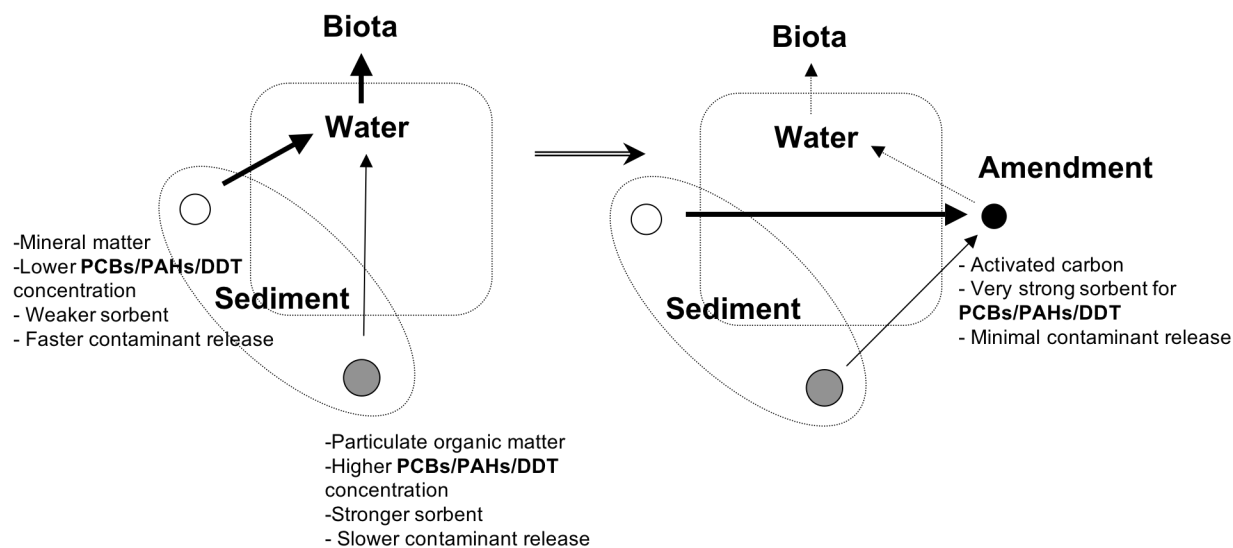 Biota
Water
Sediment
-Mineral matter
-Lower PCBs/PAHs/DDT
concentration
- Weaker sorbent
- Faster contaminant release
-Particulate organic matter
-Higher PCBs/PAHs/DDT
concentration
-Stronger sorbent
- Slower contaminant release
Biota
Water
Amendment
Sediment
- Activated carbon
- Very strong sorbent for
PCBs/PAHs/DDT
- Minimal contaminant release